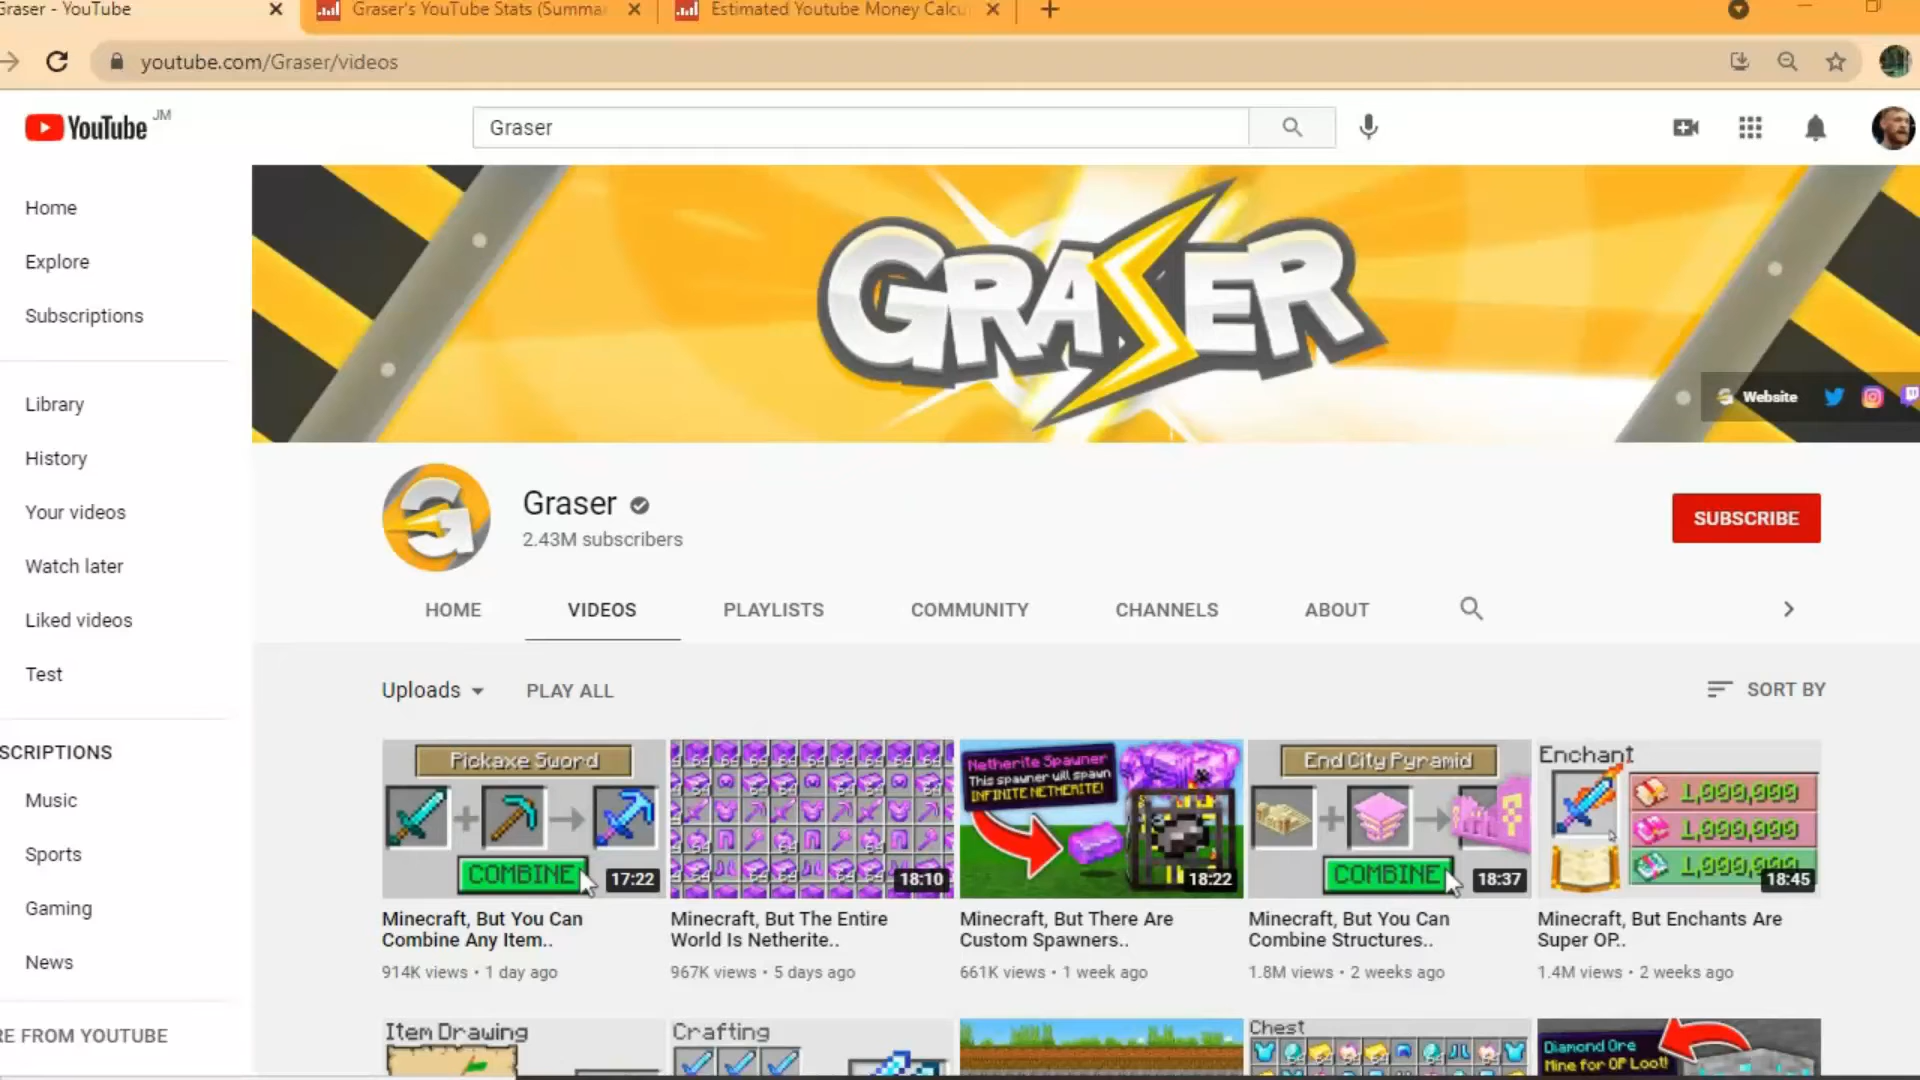 Graser - YouTube
Graser's YouTube Stats (Summa
Estimated Youtube Money Calcu
youtube.com/Graser/videos
YouTube JM
Graser
Home
Explore
Subscriptions
Library
History
Your videos
Watch later
Liked videos
Test
SCRIPTIONS
Music
Sports
Gaming
News
RE FROM YOUTUBE
GRASER
Website
G
Graser
2.43M subscribers
SUBSCRIBE
HOME VIDEOS PLAYLISTS COMMUNITY CHANNELS ABOUT
Uploads PLAY ALL SORT BY
Pickaxe Sword
COMBINE
17:22
Minecraft, But You Can
Combine Any Item..
914K views • 1 day ago
18:10
Minecraft, But The Entire
World Is Netherite..
967K views • 5 days ago
Netherite Spawner
This spawner will spawn
INFINITE NETHERITE!
18:22
Minecraft, But There Are
Custom Spawners..
661K views • 1 week ago
End City Pyramid
COMBINE
18:37
Minecraft, But You Can
Combine Structures..
1.8M views • 2 weeks ago
Enchant
1,999,999
1,999,999
1,999,999
18:45
Minecraft, But Enchants Are
Super OP..
1.4M views • 2 weeks ago
Item Drawing
Crafting
Chest
Diamond Ore
Mine for OP Loot!